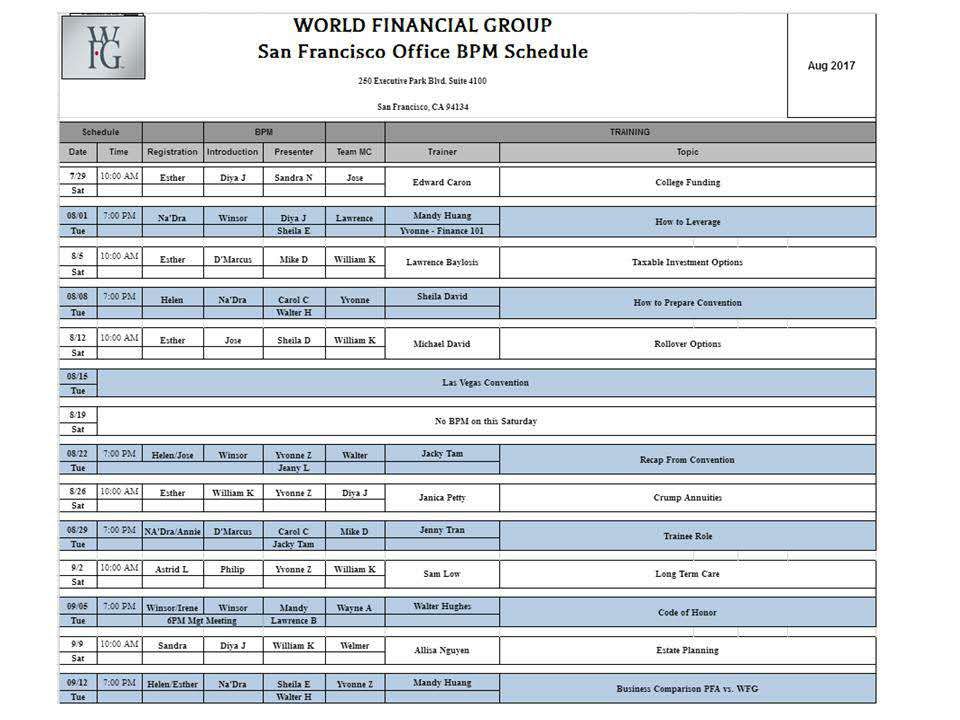 WFG
WORLD FINANCIAL GROUP
San Francisco Office BPM Schedule
250 Executive Park Blvd. Suite 4100
San Francisco, CA 94134
Aug 2017
Schedule BPM TRAINING
Date Time Registration Introduction Presenter Team MC Trainer Topic
7/29 10:00 AM Esther Diya J Sandra N Jose Edward Caron College Funding
Sat
08/01 7:00 PM Na'Dra Winsor Diya J Lawrence Mandy Huang How to Leverage
Tue Sheila E Yvonne - Finance 101
8/5 10:00 AM Esther D'Marcus Mike D William K Lawrence Baylosis Taxable Investment Options
Sat
08/08 7:00 PM Helen Na'Dra Carol C Yvonne Sheila David How to Prepare Convention
Tue Walter H
8/12 10:00 AM Esther Jose Sheila D William K Michael David Rollover Options
Sat
08/15 Las Vegas Convention
Tue
8/19 No BPM on this Saturday
Sat
08/22 7:00 PM Helen/Jose Winsor Yvonne Z Walter Jacky Tam Recap From Convention
Tue Jeany L
8/26 10:00 AM Esther William K Yvonne Z Diya J Janica Petty Crump Annuities
Sat
08/29 7:00 PM NA'Dra/Annie D'Marcus Carol C Mike D Jenny Tran Trainee Role
Tue Jacky Tam
9/2 10:00 AM Astrid L Philip Yvonne Z William K Sam Low Long Term Care
Sat
09/05 7:00 PM Winsor/Irene Winsor Mandy Wayne A Walter Hughes Code of Honor
Tue 6PM Mgt Meeting Lawrence B
9/9 10:00 AM Sandra Diya J William K Welmer Allisa Nguyen Estate Planning
Sat
09/12 7:00 PM Helen/Esther Na'Dra Sheila E Yvonne Z Mandy Huang Business Comparison PFA vs. WFG
Tue Walter H